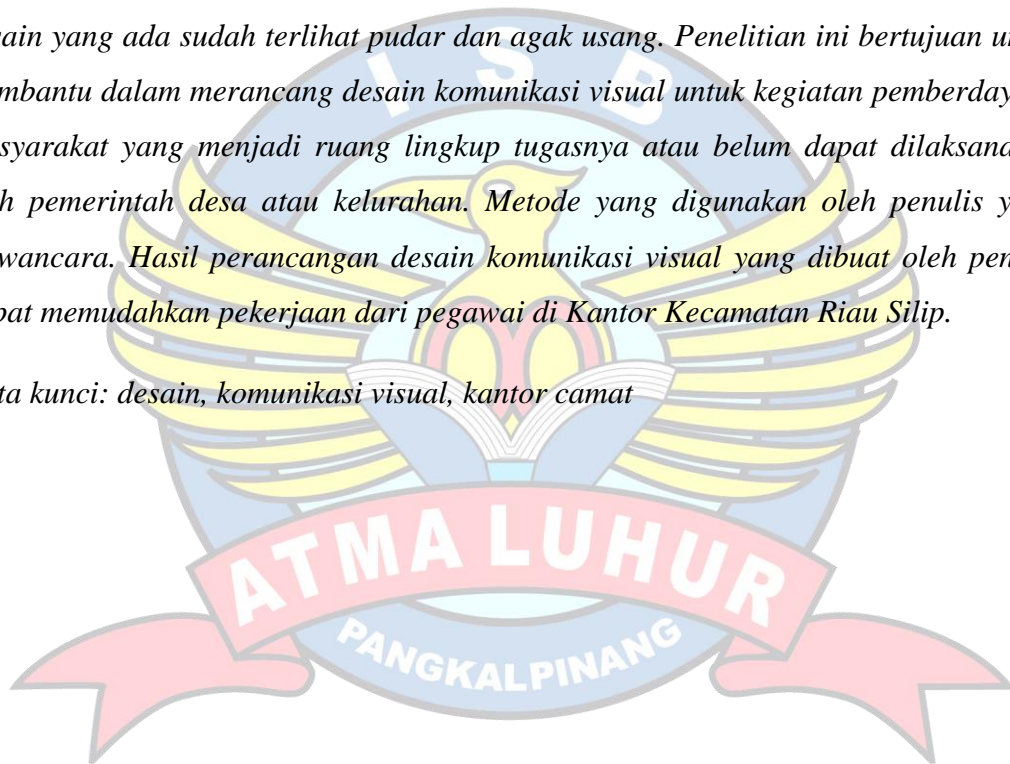 sain yang ada sudah terlihat pudar dan agak usang. Penelitian ini bertujuan u
mbantu dalam merancang desain komunikasi visual untuk kegiatan pemberday
syarakat yang menjadi ruang lingkup tugasnya atau belum dapat dilaksana
h pemerintah desa atau kelurahan. Metode yang digunakan oleh penulis y
wancara. Hasil perancangan desain komunikasi visual yang dibuat oleh pen
pat memudahkan pekerjaan dari pegawai di Kantor Kecamatan Riau Silip.
ta kunci: desain, komunikasi visual, kantor camat
I S B
ATMA LUHUR
PANGKALPINANG